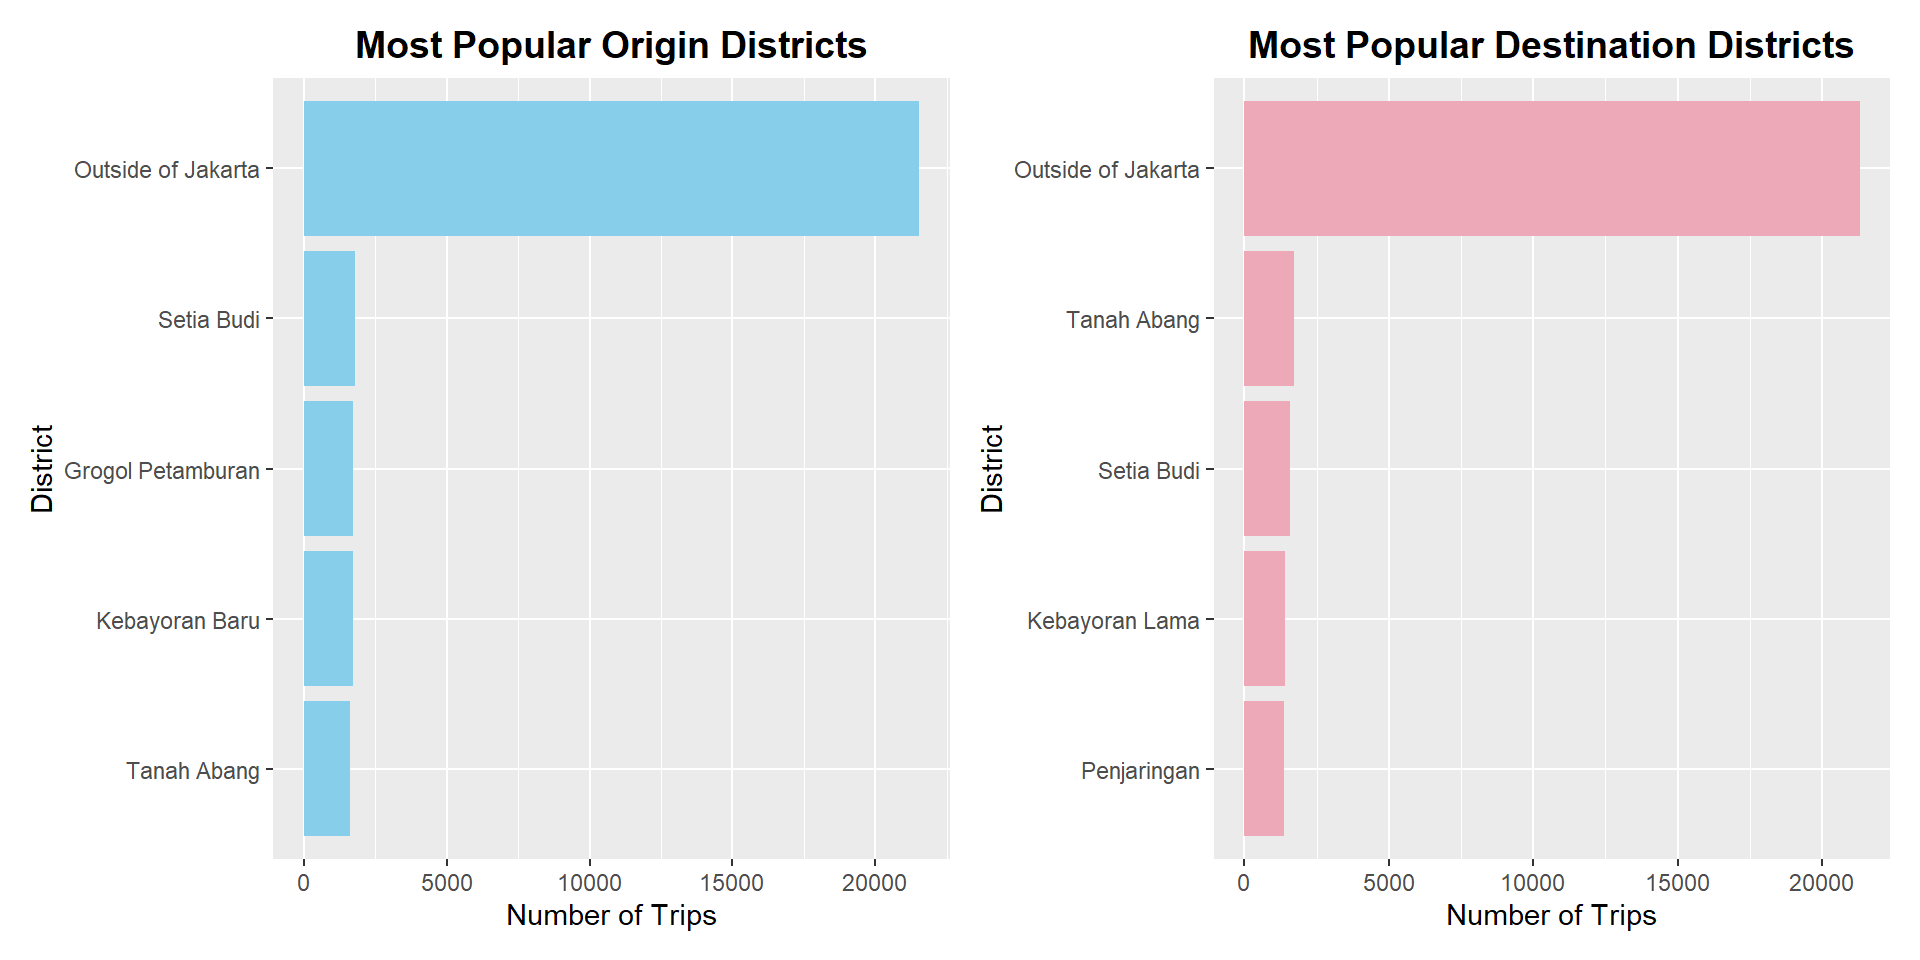 Most Popular Origin Districts
District
Outside of Jakarta
Setia Budi
Grogol Petamburan
Kebayoran Baru
Tanah Abang
0 5000 10000 15000 20000
Number of Trips
Most Popular Destination Districts
District
Outside of Jakarta
Tanah Abang
Setia Budi
Kebayoran Lama
Penjaringan
0 5000 10000 15000 20000
Number of Trips